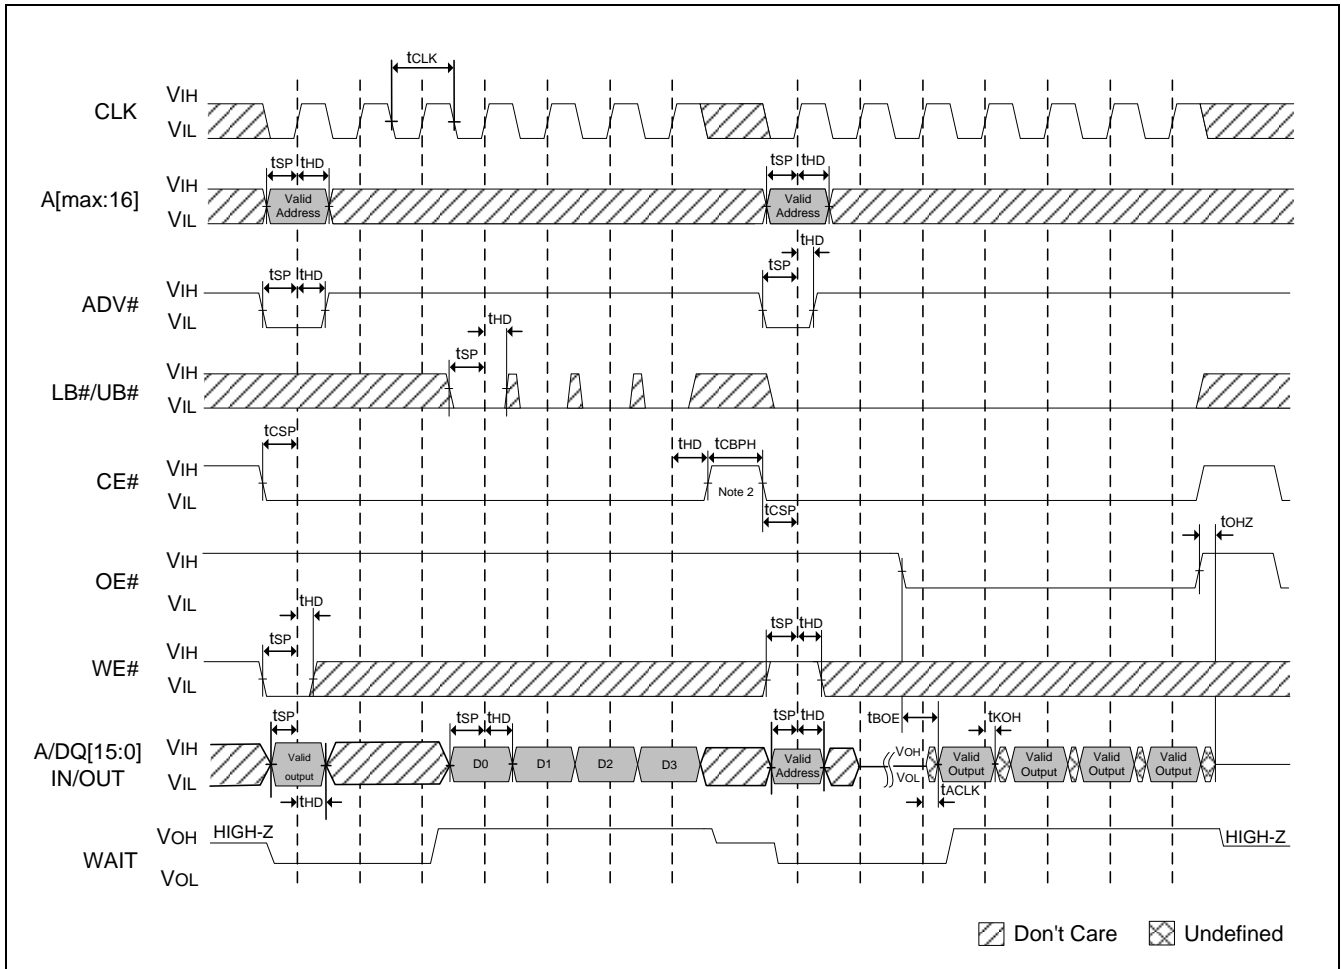 tCLK
CLK
VIH
VIL
tSP tHD tSP tHD
A[max:16]
VIH
VIL
Valid Address
Valid Address
tHD
tSP tHD tSP
ADV#
VIH
VIL
tHD
tSP
LB#/UB#
VIH
VIL
tCSP tHD tCBPH
CE#
VIH
VIL
Note 2
tCSP
tOHZ
OE#
VIH
VIL
tHD
tSP tSP tHD
WE#
VIH
VIL
tSP tSP tHD tSP tHD tBOE tKOH
A/DQ[15:0]
IN/OUT
VIH
VIL
Valid output
D0 D1 D2 D3
Valid Address
VOH
VOL
Valid Output
Valid Output
Valid Output
Valid Output
tHD tACLK
WAIT
VOH
VOL
HIGH-Z HIGH-Z
Don't Care Undefined